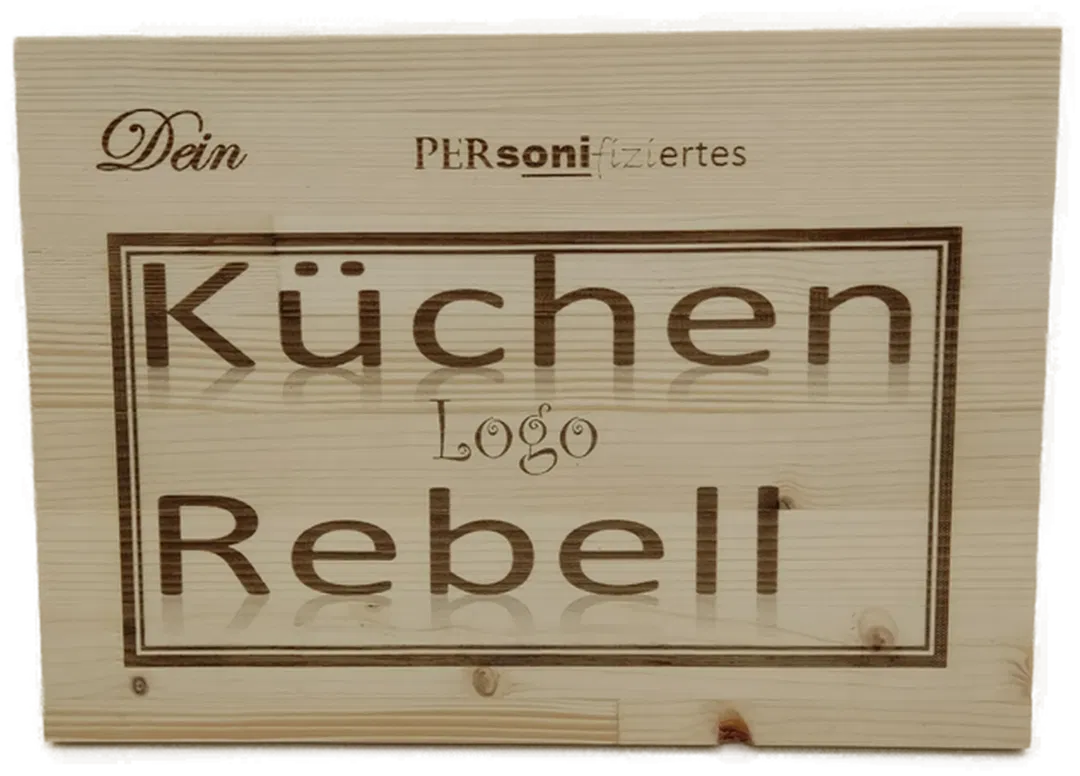 Dein PERsonifiziertes
Küchen
Logo
Rebell